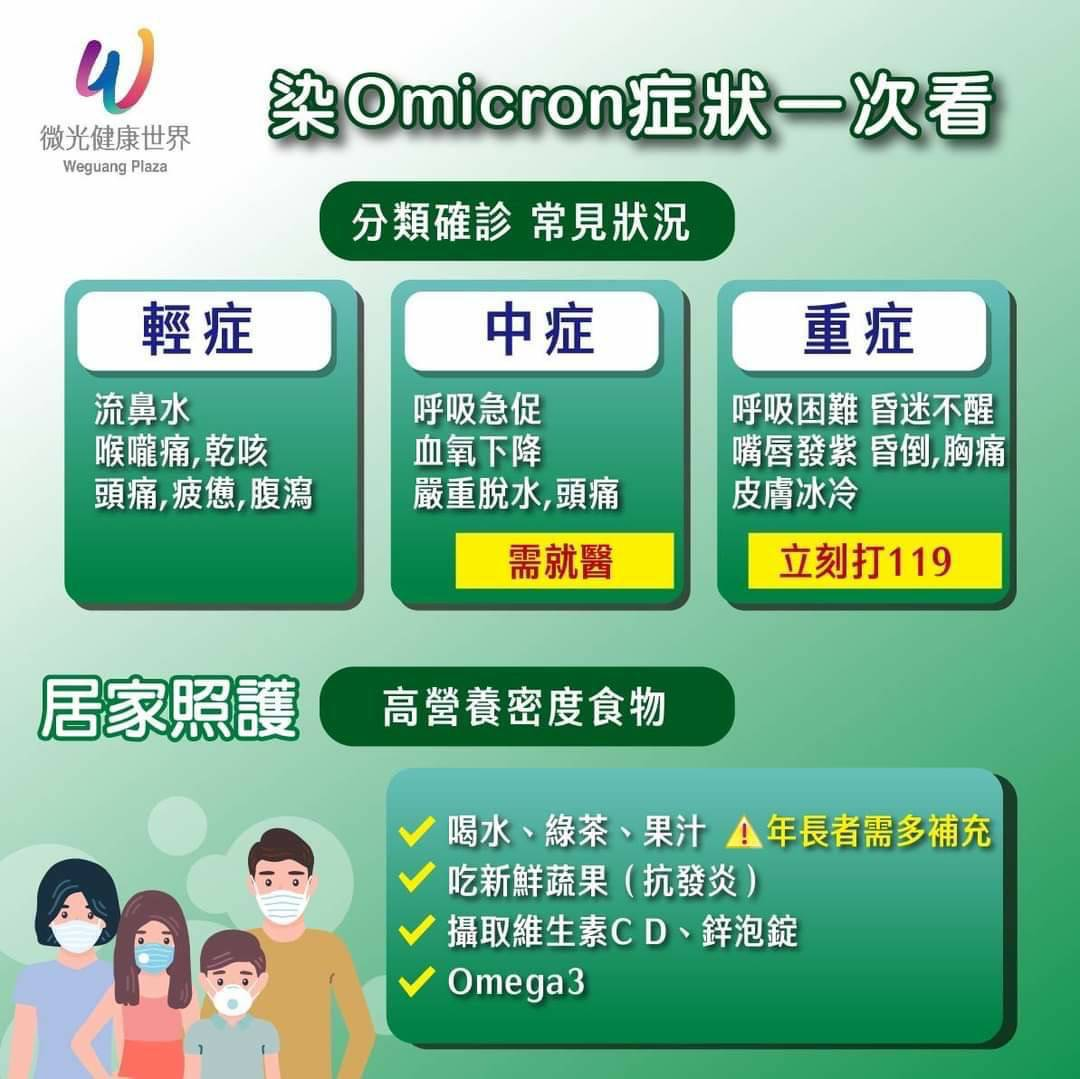 微光健康世界
Weguang Plaza
染Omicron症狀一次看
分類確診 常見狀況
輕症
流鼻水
喉嚨痛,乾咳
頭痛,疲憊,腹瀉
中症
呼吸急促
血氧下降
嚴重脫水,頭痛
需就醫
重症
呼吸困難 昏迷不醒
嘴唇發紫 昏倒,胸痛
皮膚冰冷
立刻打119
居家照護
高營養密度食物
喝水、綠茶、果汁 年長者需多補充
吃新鮮蔬果(抗發炎)
攝取維生素C D、鋅泡錠
Omega3